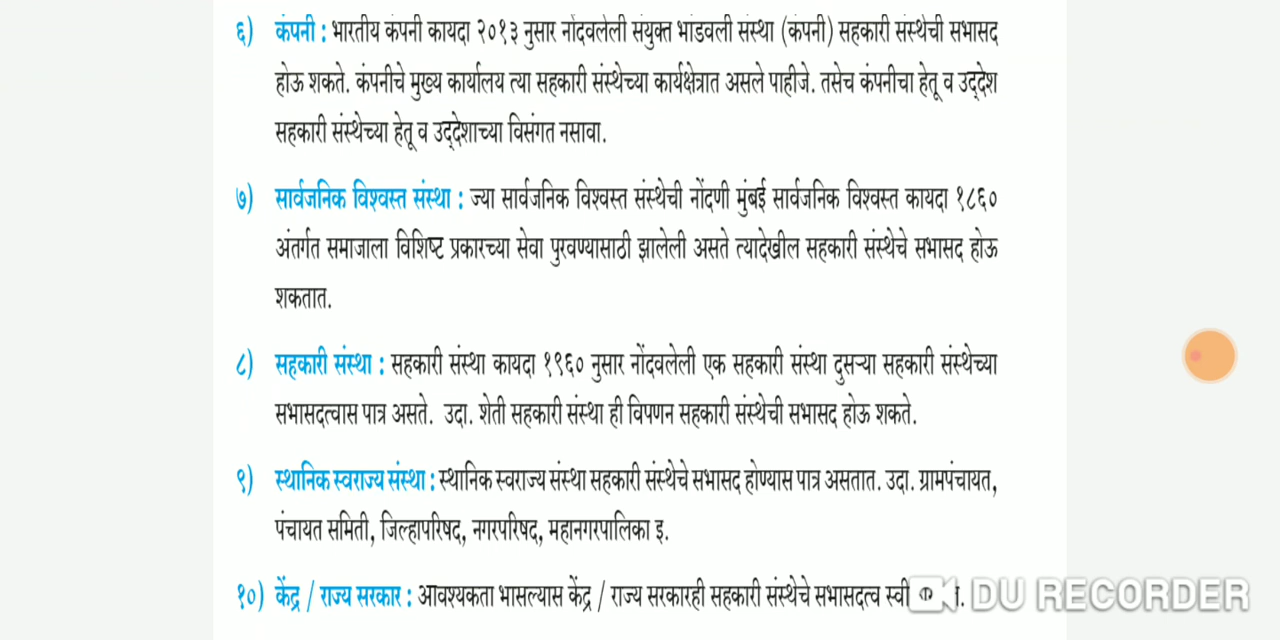 ६) कंपनी : भारतीय कंपनी कायदा २०१३ नुसार नोंदवलेली संयुक्त भांडवली संस्था (कंपनी) सहकारी संस्थेची सभासद
होऊ शकते. कंपनीचे मुख्य कार्यालय त्या सहकारी संस्थेच्या कार्यक्षेत्रात असले पाहीजे. तसेच कंपनीचा हेतू व उद्देश
सहकारी संस्थेच्या हेतू व उद्देशाच्या विसंगत नसावा.
७) सार्वजनिक विश्वस्त संस्था : ज्या सार्वजनिक विश्वस्त संस्थेची नोंदणी मुंबई सार्वजनिक विश्वस्त कायदा १८६०
अंतर्गत समाजाला विशिष्ट प्रकारच्या सेवा पुरवण्यासाठी झालेली असते त्यादेखील सहकारी संस्थेचे सभासद होऊ
शकतात.
८) सहकारी संस्था : सहकारी संस्था कायदा १९६० नुसार नोंदवलेली एक सहकारी संस्था दुसऱ्या सहकारी संस्थेच्या
सभासदत्वास पात्र असते. उदा. शेती सहकारी संस्था ही विपणन सहकारी संस्थेची सभासद होऊ शकते.
९) स्थानिक स्वराज्य संस्था : स्थानिक स्वराज्य संस्था सहकारी संस्थेचे सभासद होण्यास पात्र असतात. उदा. ग्रामपंचायत,
पंचायत समिती, जिल्हापरिषद, नगरपरिषद, महानगरपालिका इ.
१०) केंद्र / राज्य सरकार : आवश्यकता भासल्यास केंद्र / राज्य सरकारही सहकारी संस्थेचे सभासदत्व
DU RECORDER